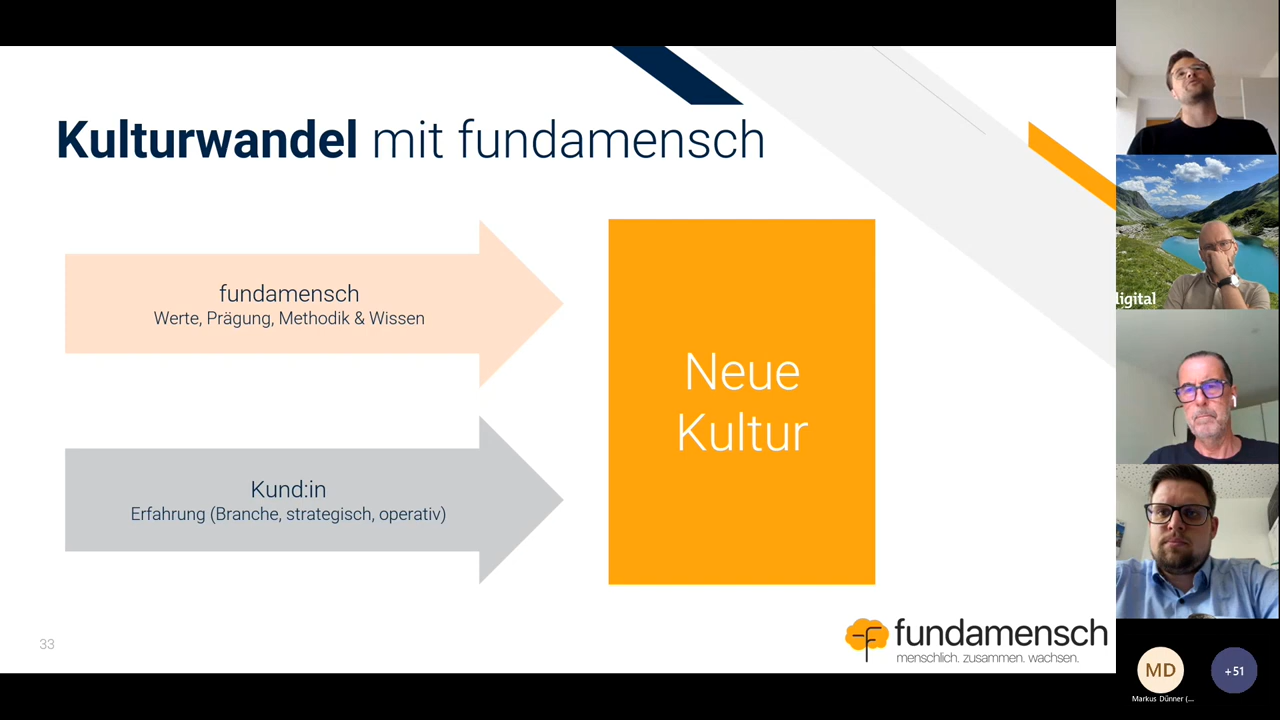 Kulturwandel mit fundamensch
fundamensch
Werte, Prägung, Methodik & Wissen
Kund:in
Erfahrung (Branche, strategisch, operativ)
Neue
Kultur
33
fundamensch
menschlich. zusammen. wachsen.
digital
MD
+51
Markus Dünner (...